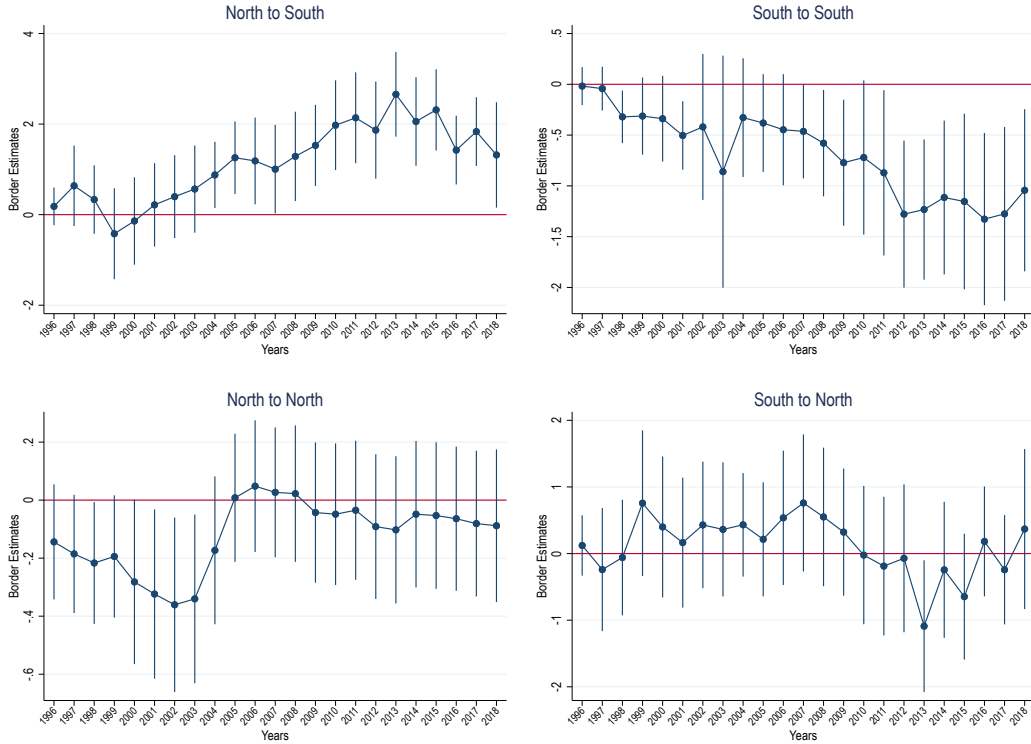 North to South
Border Estimates
4
2
0
-2
1996 1997 1998 1999 2000 2001 2002 2003 2004 2005 2006 2007 2008 2009 2010 2011 2012 2013 2014 2015 2016 2017 2018
Years
South to South
Border Estimates
.5
0
-.5
-1
-1.5
-2
1996 1997 1998 1999 2000 2001 2002 2003 2004 2005 2006 2007 2008 2009 2010 2011 2012 2013 2014 2015 2016 2017 2018
Years
North to North
Border Estimates
.2
0
-.2
-.4
-.6
1996 1997 1998 1999 2000 2001 2002 2003 2004 2005 2006 2007 2008 2009 2010 2011 2012 2013 2014 2015 2016 2017 2018
Years
South to North
Border Estimates
2
1
0
-1
-2
1996 1997 1998 1999 2000 2001 2002 2003 2004 2005 2006 2007 2008 2009 2010 2011 2012 2013 2014 2015 2016 2017 2018
Years